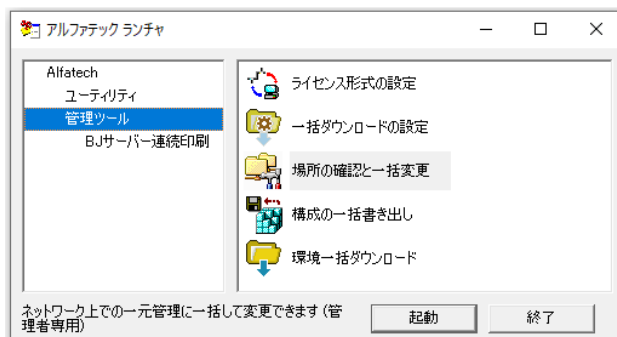 アルファテック ランチャ
Alfatech
ユーティリティ
管理ツール
BJサーバー連続印刷
ライセンス形式の設定
一括ダウンロードの設定
場所の確認と一括変更
構成の一括書き出し
環境一括ダウンロード
ネットワーク上での一元管理に一括して変更できます(管
理者専用)
起動
終了